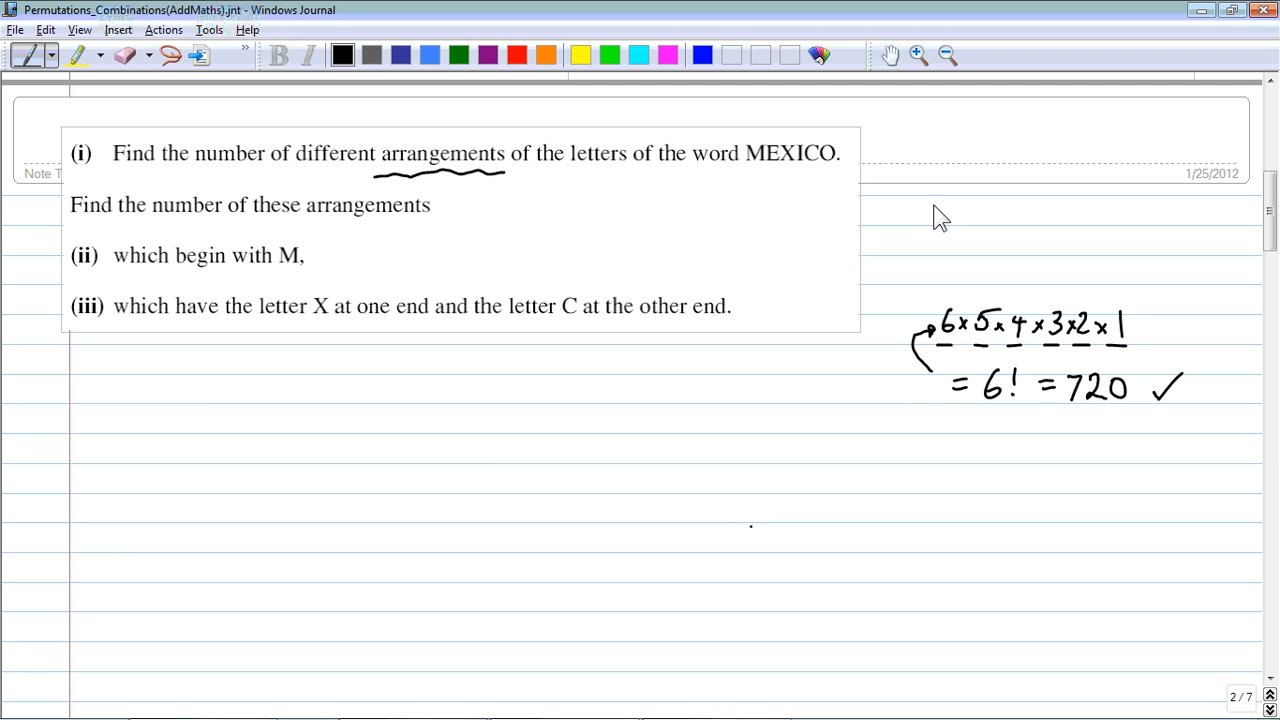 Permutations_Combinations(AddMaths).jnt - Windows Journal
File Edit View Insert Actions Tools Help
B I
(i) Find the number of different arrangements of the letters of the word MEXICO.
Note T
1/25/2012
Find the number of these arrangements
(ii) which begin with M,
(iii) which have the letter X at one end and the letter C at the other end.
6 × 5 × 4 × 3 × 2 × 1
= 6! = 720 ✓
2 / 7